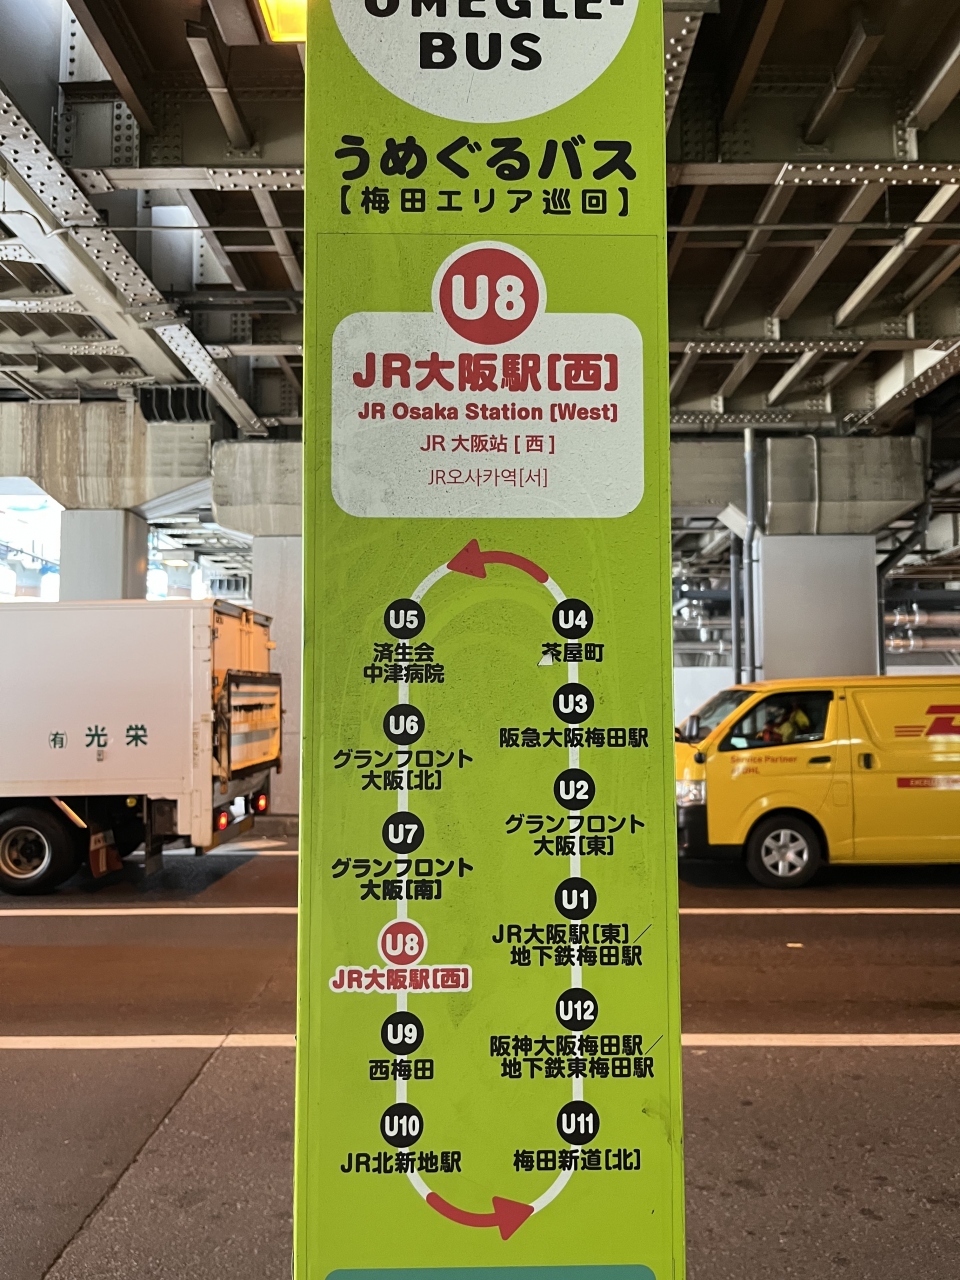 UMEGLE-
BUS
うめぐるバス
【梅田エリア巡回】
U8
JR大阪駅[西]
JR Osaka Station [West]
JR 大阪站 [ 西 ]
JR오사카역[서]
U5
済生会
中津病院
U6
グランフロント
大阪[北]
U7
グランフロント
大阪[南]
U8
JR大阪駅[西]
U9
西梅田
U10
JR北新地駅
U4
茶屋町
U3
阪急大阪梅田駅
U2
グランフロント
大阪[東]
U1
JR大阪駅[東]／
地下鉄梅田駅
U12
阪神大阪梅田駅／
地下鉄東梅田駅
U11
梅田新道[北]
㈲ 光栄
Service Partner
DHL